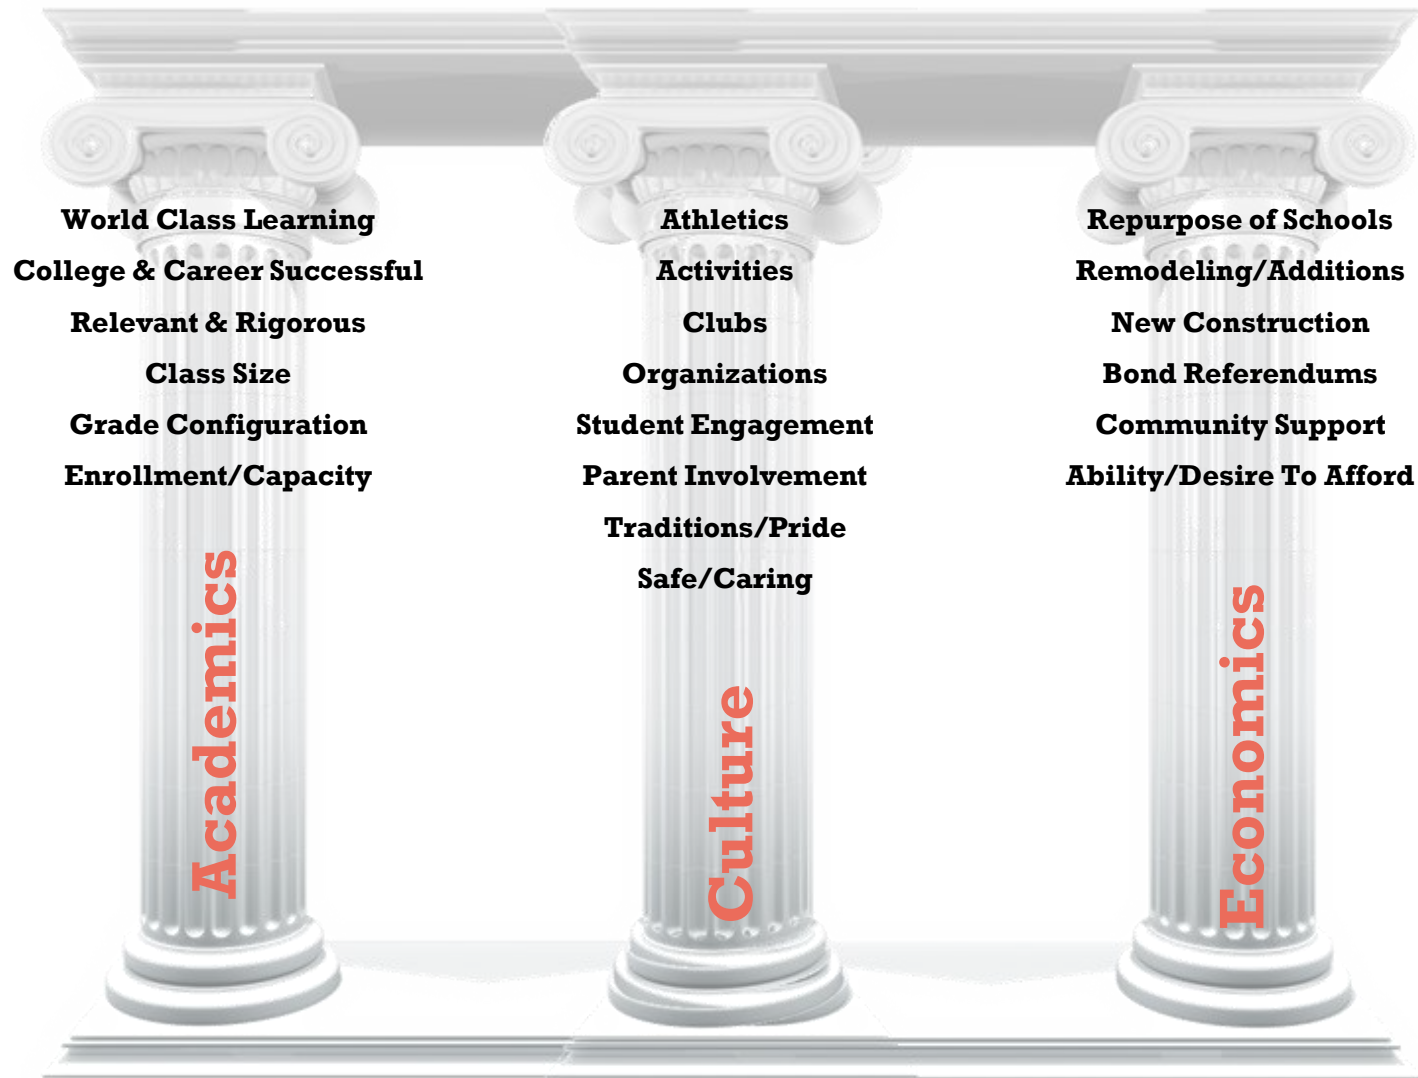 World Class Learning
College & Career Successful
Relevant & Rigorous
Class Size
Grade Configuration
Enrollment/Capacity
Academics
Athletics
Activities
Clubs
Organizations
Student Engagement
Parent Involvement
Traditions/Pride
Safe/Caring
Culture
Repurpose of Schools
Remodeling/Additions
New Construction
Bond Referendums
Community Support
Ability/Desire To Afford
Economics